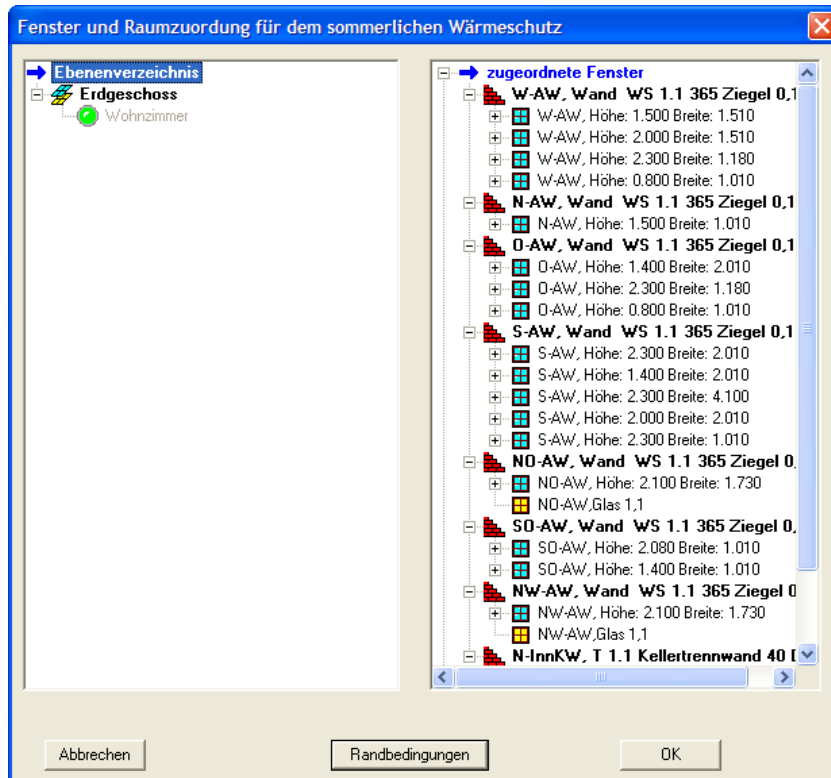 Fenster und Raumzuordung für dem sommerlichen Wärmeschutz
Ebenenverzeichnis
Erdgeschoss
Wohnzimmer
zugeordnete Fenster
W-AW, Wand WS 1.1 365 Ziegel 0,1
W-AW, Höhe: 1.500 Breite: 1.510
W-AW, Höhe: 2.000 Breite: 1.510
W-AW, Höhe: 2.300 Breite: 1.180
W-AW, Höhe: 0.800 Breite: 1.010
N-AW, Wand WS 1.1 365 Ziegel 0,1
N-AW, Höhe: 1.500 Breite: 1.010
O-AW, Wand WS 1.1 365 Ziegel 0,1
O-AW, Höhe: 1.400 Breite: 2.010
O-AW, Höhe: 2.300 Breite: 1.180
O-AW, Höhe: 0.800 Breite: 1.010
S-AW, Wand WS 1.1 365 Ziegel 0,1
S-AW, Höhe: 2.300 Breite: 2.010
S-AW, Höhe: 1.400 Breite: 2.010
S-AW, Höhe: 2.300 Breite: 4.100
S-AW, Höhe: 2.000 Breite: 2.010
S-AW, Höhe: 2.300 Breite: 1.010
NO-AW, Wand WS 1.1 365 Ziegel 0,
NO-AW, Höhe: 2.100 Breite: 1.730
NO-AW,Glas 1,1
SO-AW, Wand WS 1.1 365 Ziegel 0,
SO-AW, Höhe: 2.080 Breite: 1.010
SO-AW, Höhe: 1.400 Breite: 1.010
NW-AW, Wand WS 1.1 365 Ziegel 0
NW-AW, Höhe: 2.100 Breite: 1.730
NW-AW,Glas 1,1
N-InnKW, T 1.1 Kellertrennwand 40
Abbrechen
Randbedingungen
OK